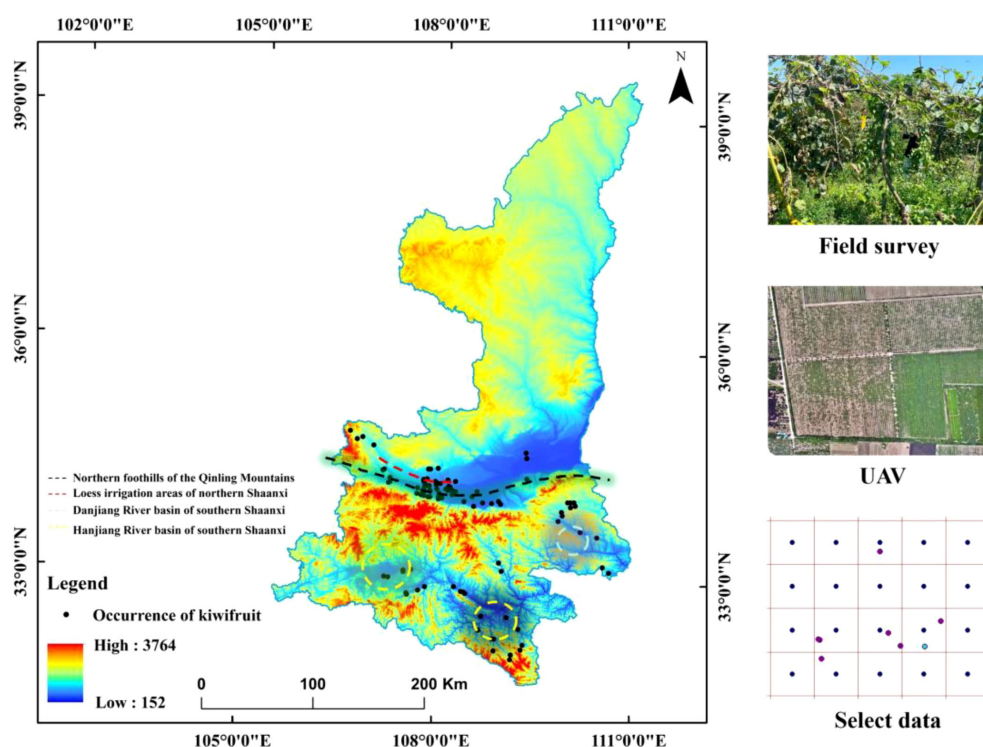 102°0'0"E 105°0'0"E 108°0'0"E 111°0'0"E
39°0'0"N
36°0'0"N
33°0'0"N
N
39°0'0"N
36°0'0"N
33°0'0"N
Northern foothills of the Qinling Mountains
Loess irrigation areas of northern Shaanxi
Danjiang River basin of southern Shaanxi
Hanjiang River basin of southern Shaanxi
Legend
Occurrence of kiwifruit
High : 3764
Low : 152
0 100 200 Km
105°0'0"E 108°0'0"E 111°0'0"E
Field survey
UAV
Select data